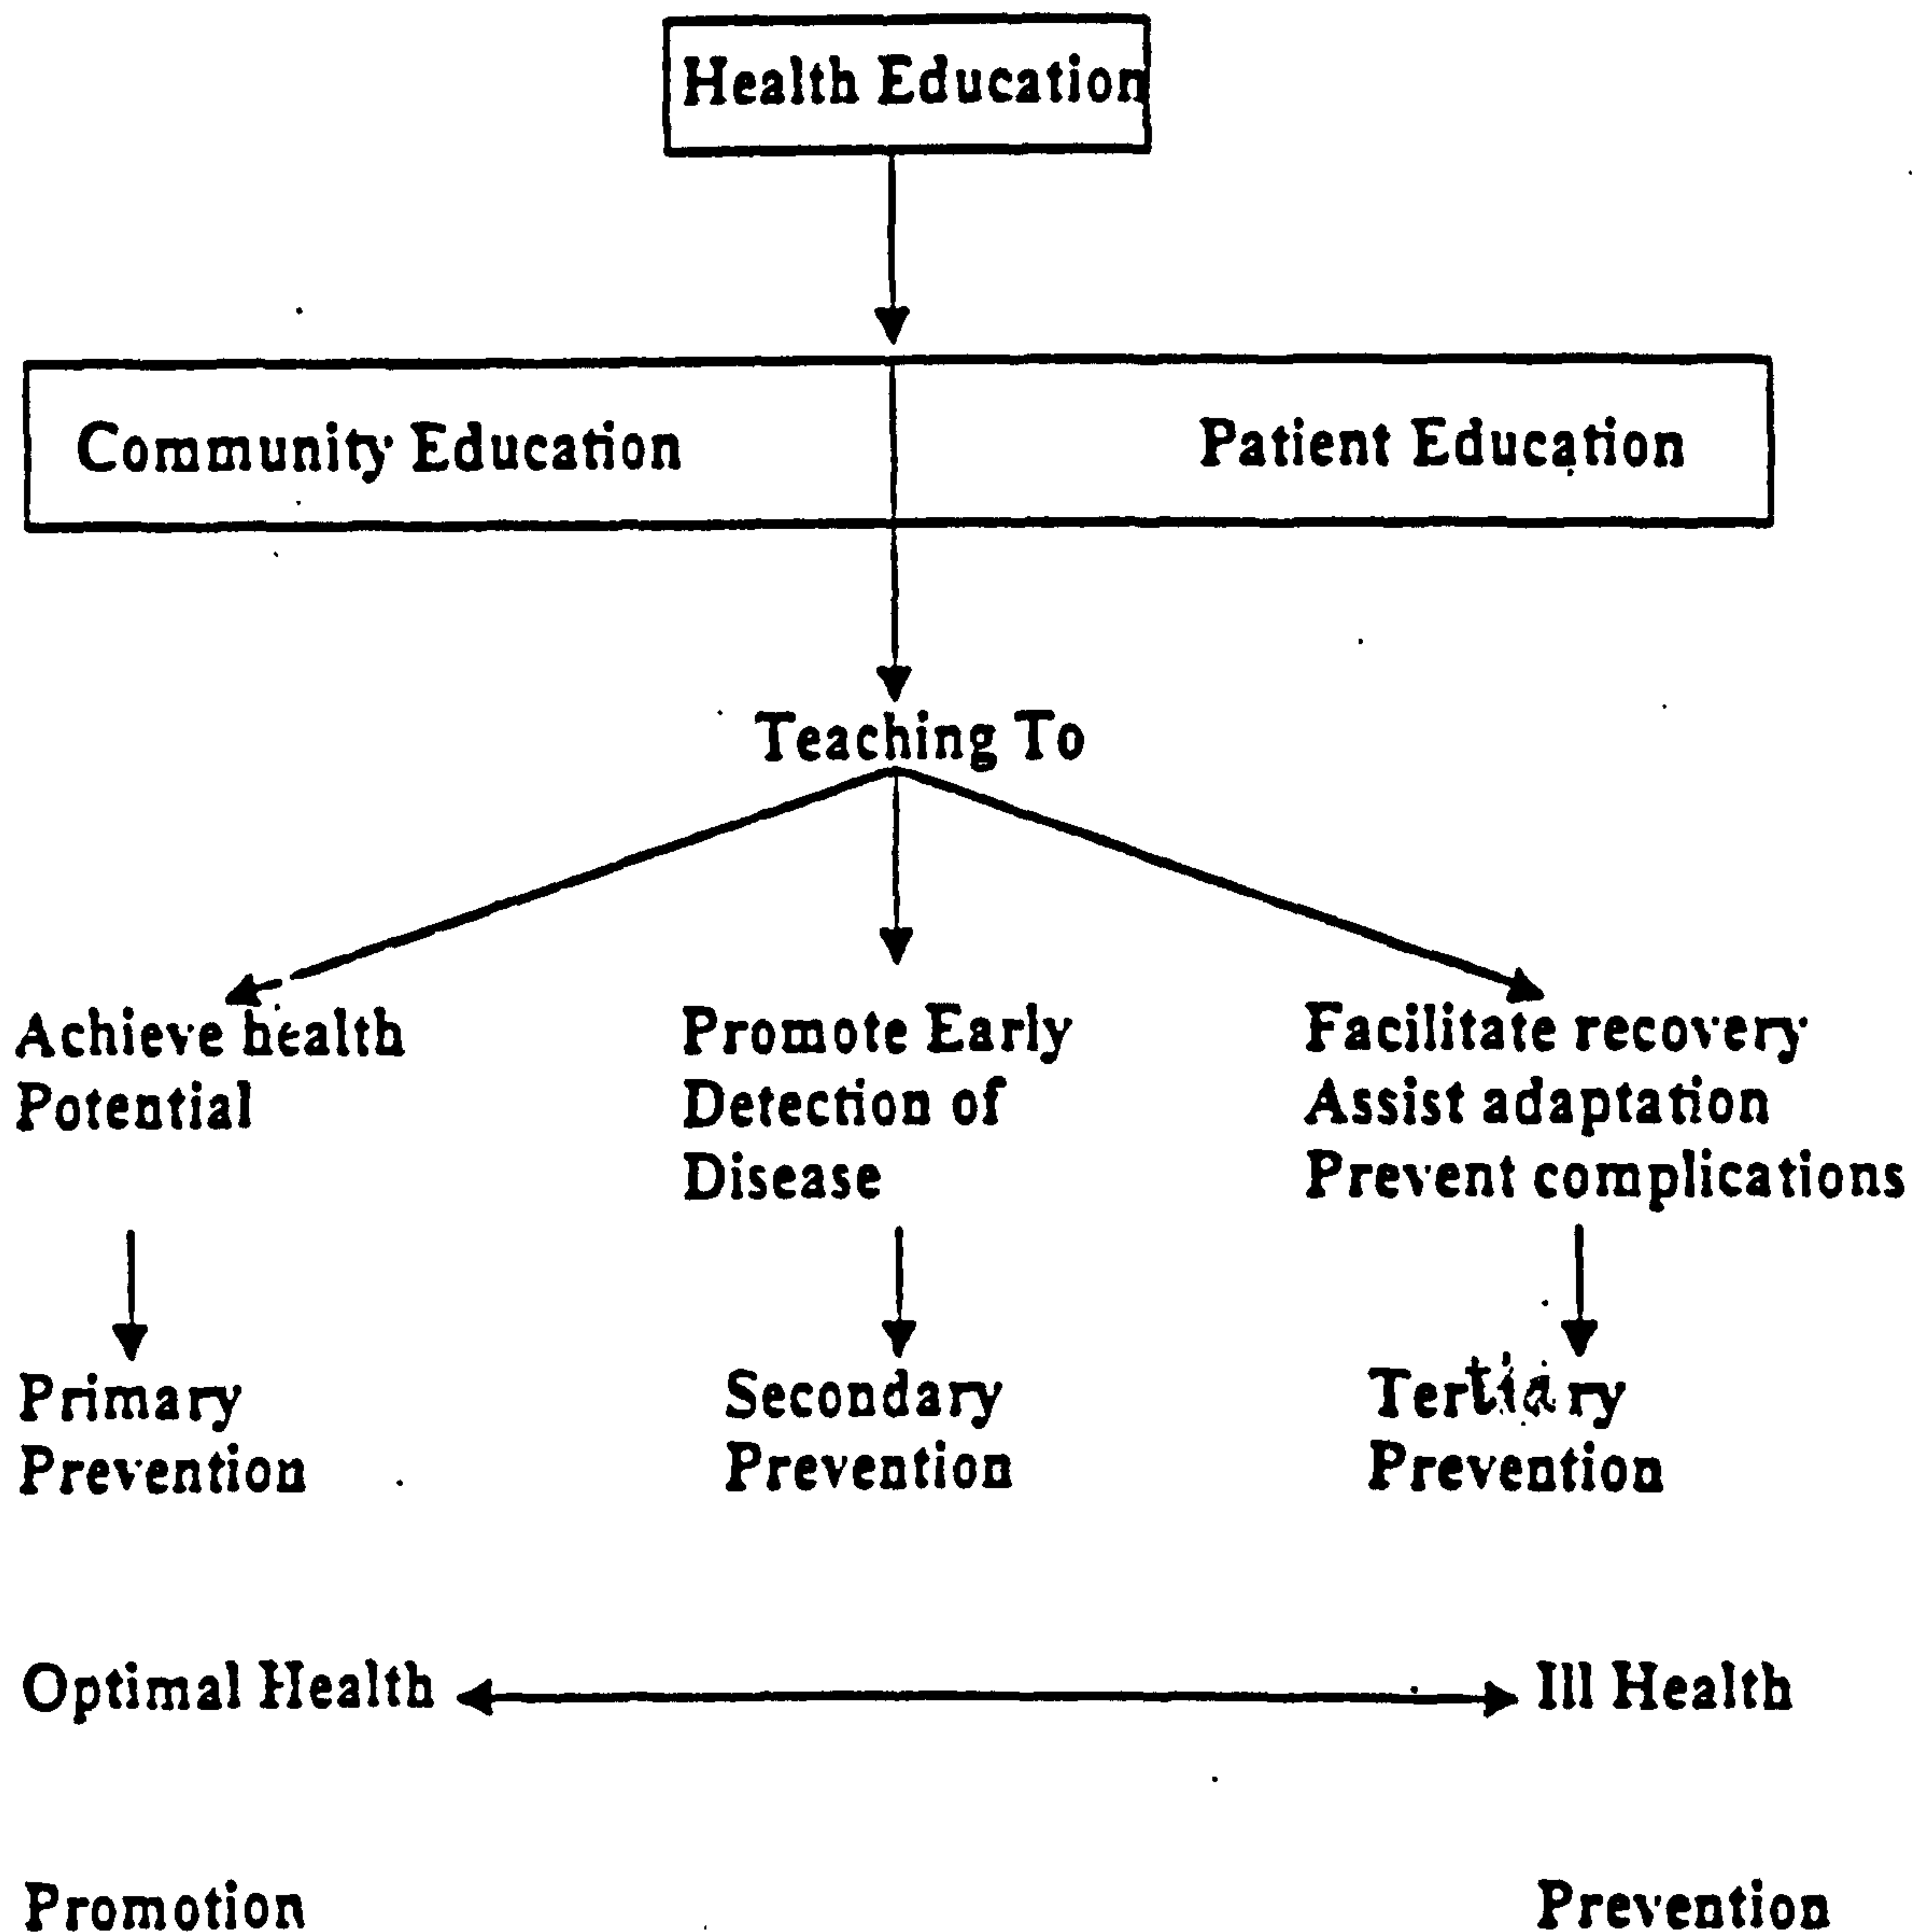 Health Education
Community Education
Patient Education
Teaching To
Achieve health
Potential
Promote Early
Detection of
Disease
Facilitate recovery
Assist adaptation
Prevent complications
Primary
Prevention
Secondary
Prevention
Tertiary
Prevention
Optimal Health
Ill Health
Promotion
Prevention